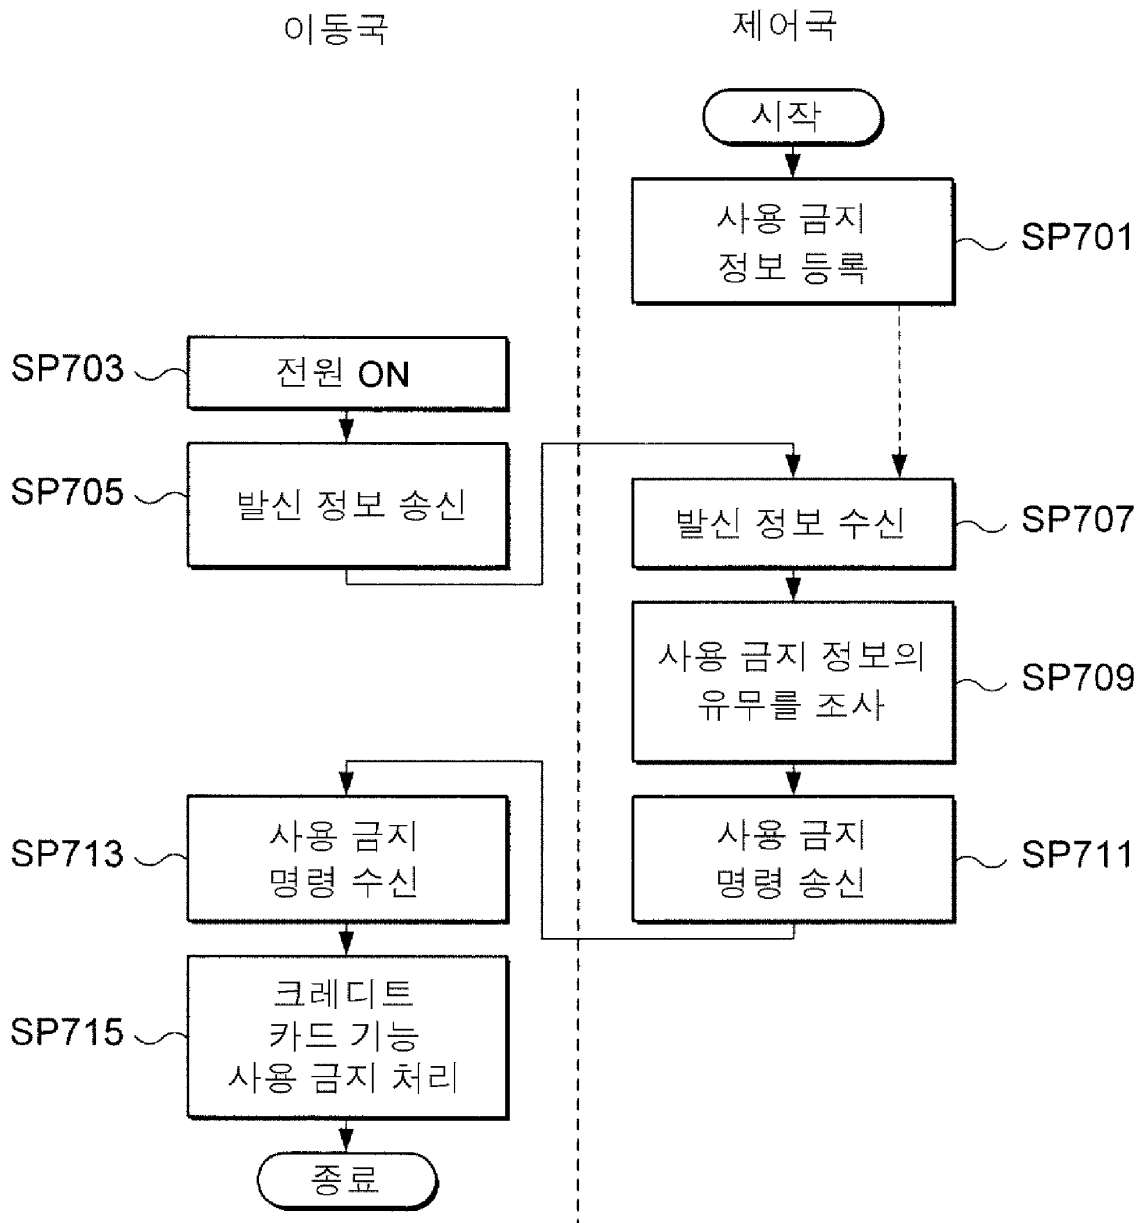 이동국
제어국
시작
사용 금지
정보 등록
SP701
SP703
전원 ON
SP705
발신 정보 송신
발신 정보 수신
SP707
사용 금지 정보의
유무를 조사
SP709
사용 금지
명령 송신
SP711
SP713
사용 금지
명령 수신
SP715
크레디트
카드 기능
사용 금지 처리
종료